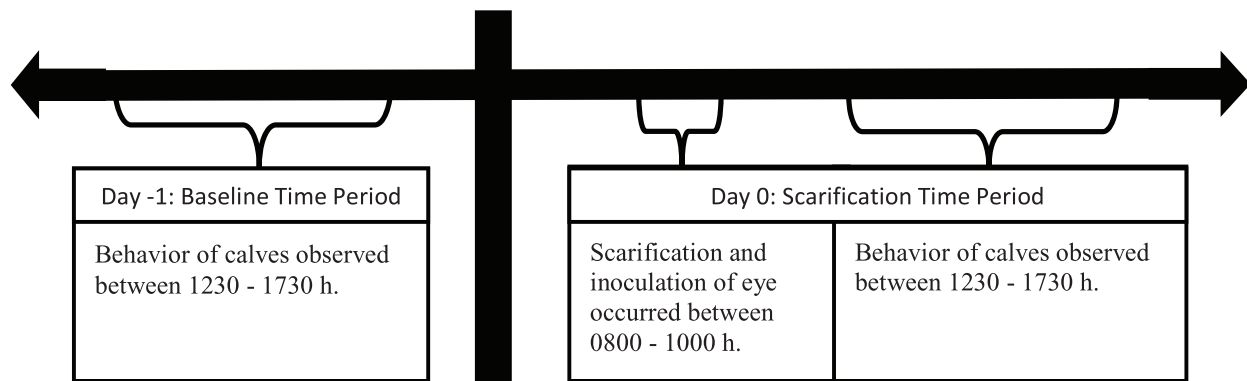 Day -1: Baseline Time Period
Behavior of calves observed
between 1230 - 1730 h.
Day 0: Scarification Time Period
Scarification and
inoculation of eye
occurred between
0800 - 1000 h.
Behavior of calves observed
between 1230 - 1730 h.